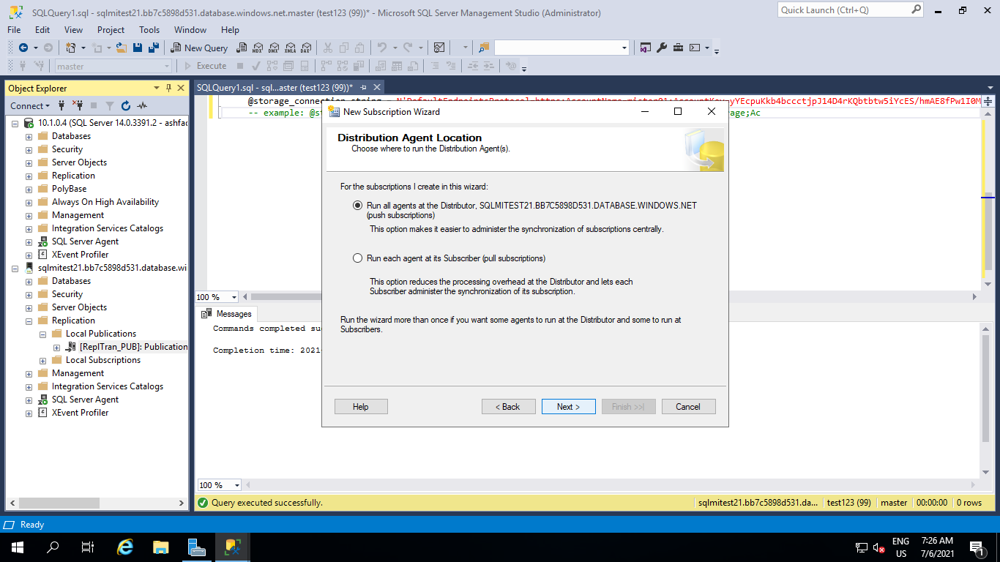 SQLQuery1.sql - sqlmitest21.bb7c5898d531.database.windows.net.master (test123 (99))* - Microsoft SQL Server Management Studio (Administrator)
Quick Launch (Ctrl+Q)
File Edit View Project Tools Window Help
New Query
MDX DMX XMLA DAX
master
Execute
Object Explorer
SQLQuery1.sql - sql...aster (test123 (99))*
Connect
10.1.0.4 (SQL Server 14.0.3391.2 - ashfac
Databases
Security
Server Objects
Replication
PolyBase
Always On High Availability
Management
Integration Services Catalogs
SQL Server Agent
XEvent Profiler
sqlmitest21.bb7c5898d531.database.wi
Databases
Security
Server Objects
Replication
Local Publications
[ReplTran_PUB]: Publication
Local Subscriptions
Management
Integration Services Catalogs
SQL Server Agent
XEvent Profiler
-- example: @s
age;Ac
New Subscription Wizard
Distribution Agent Location
Choose where to run the Distribution Agent(s).
For the subscriptions I create in this wizard:
Run all agents at the Distributor, SQLMITEST21.BB7C5898D531.DATABASE.WINDOWS.NET
(push subscriptions)
This option makes it easier to administer the synchronization of subscriptions centrally.
Run each agent at its Subscriber (pull subscriptions)
This option reduces the processing overhead at the Distributor and lets each
Subscriber administer the synchronization of its subscription.
Run the wizard more than once if you want some agents to run at the Distributor and some to run at
Subscribers.
Help
< Back
Next >
Finish >>|
Cancel
100 %
Messages
Commands completed su
Completion time: 2021
100 %
Query executed successfully.
sqlmitest21.bb7c5898d531.da... test123 (99) master 00:00:00 0 rows
Ready
ENG
US
7:26 AM
7/6/2021
1